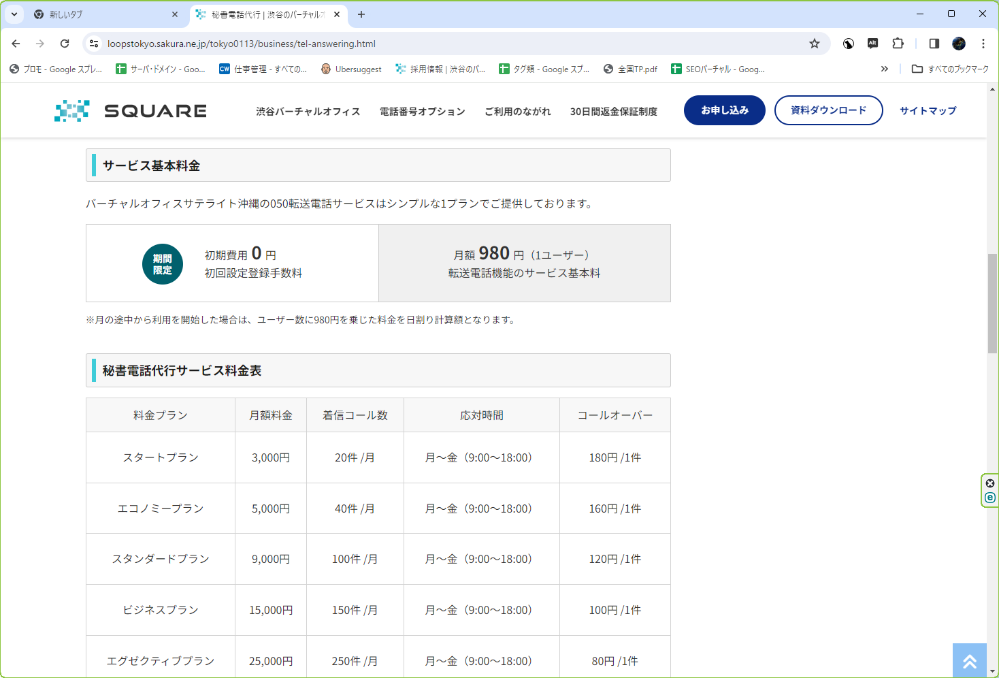 新しいタブ
秘書電話代行 | 渋谷のバーチャルオ
loopstokyo.sakura.ne.jp/tokyo0113/business/tel-answering.html
プロモ - Google スプレ...
サーバ・ドメイン - Goo...
CW 仕事管理 - すべての...
Ubersuggest
採用情報 | 渋谷のバ...
タグ類 - Google スプ...
全国TP.pdf
SEOバーチャル - Goog...
すべてのブックマーク
SQUARE
渋谷バーチャルオフィス
電話番号オプション
ご利用のながれ
30日間返金保証制度
お申し込み
資料ダウンロード
サイトマップ
サービス基本料金
バーチャルオフィスサテライト沖縄の050転送電話サービスはシンプルな1プランでご提供しております。
期間
限定
初期費用 0 円
初回設定登録手数料
月額 980 円（1ユーザー）
転送電話機能のサービス基本料
※月の途中から利用を開始した場合は、ユーザー数に980円を乗じた料金を日割り計算額となります。
秘書電話代行サービス料金表
料金プラン 月額料金 着信コール数 応対時間 コールオーバー
スタートプラン 3,000円 20件 /月 月～金（9:00～18:00） 180円 /1件
エコノミープラン 5,000円 40件 /月 月～金（9:00～18:00） 160円 /1件
スタンダードプラン 9,000円 100件 /月 月～金（9:00～18:00） 120円 /1件
ビジネスプラン 15,000円 150件 /月 月～金（9:00～18:00） 100円 /1件
エグゼクティブプラン 25,000円 250件 /月 月～金（9:00～18:00） 80円 /1件